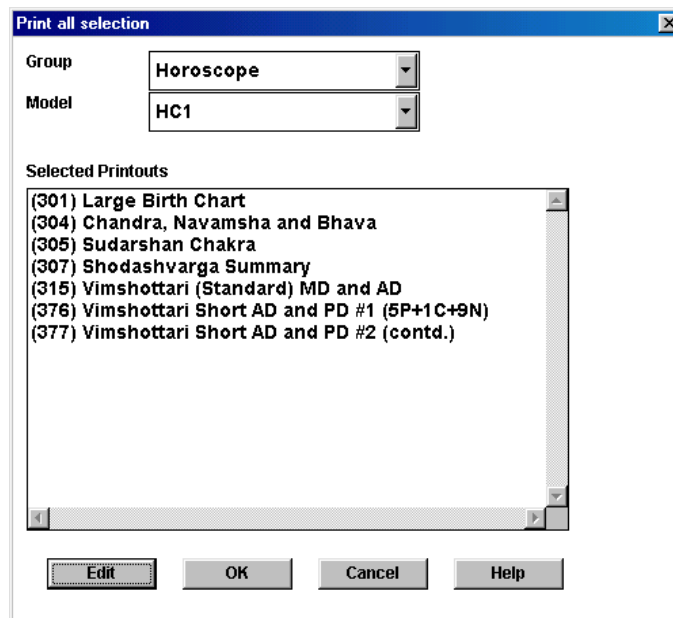 Print all selection
Group
Horoscope
Model
HC1
Selected Printouts
(301) Large Birth Chart
(304) Chandra, Navamsha and Bhava
(305) Sudarshan Chakra
(307) Shodashvarga Summary
(315) Vimshottari (Standard) MD and AD
(376) Vimshottari Short AD and PD #1 (5P+1C+9N)
(377) Vimshottari Short AD and PD #2 (contd.)
Edit OK Cancel Help